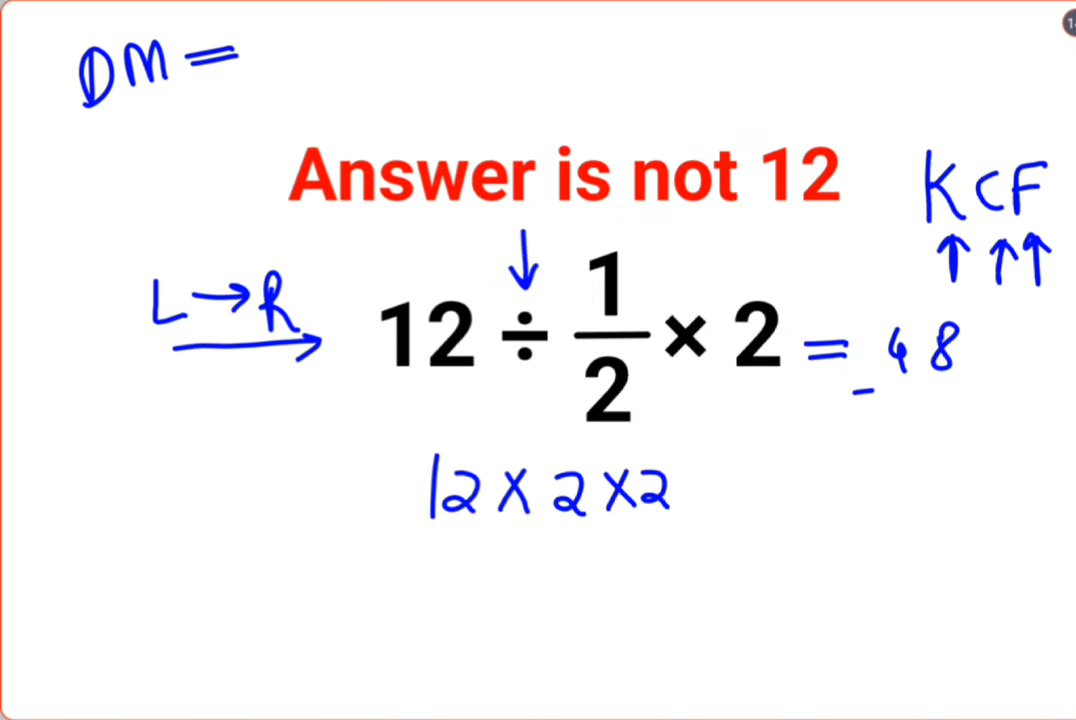 DM =
Answer is not 12
KCF
L → R
12 ÷ 1/2 × 2 = 48
12 × 2 × 2